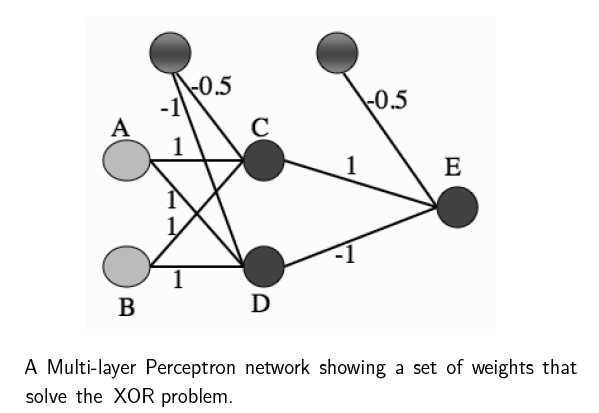 -0.5
-0.5
-1
A
C
1
1
E
1
1
-1
1
B
D
A Multi-layer Perceptron network showing a set of weights that
solve the XOR problem.